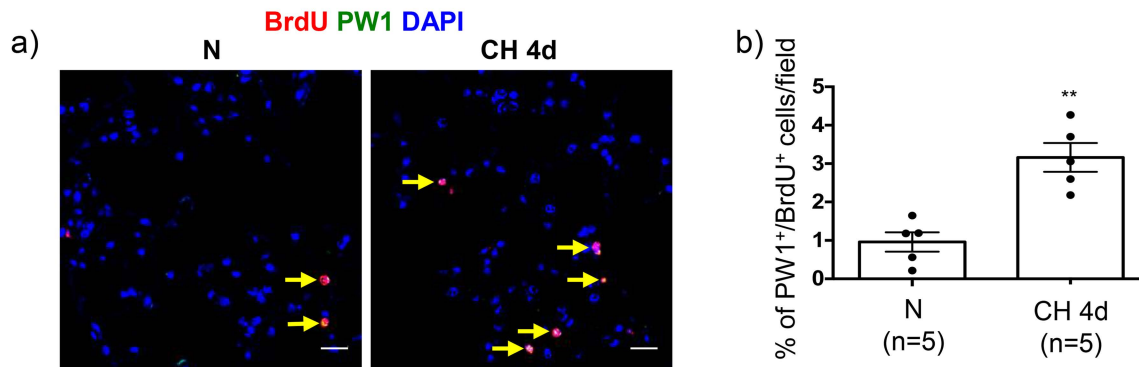 BrdU PW1 DAPI
a)
N
CH 4d
b)
% of PW1⁺/BrdU⁺ cells/field
5
4
3
2
1
0
**
N
(n=5)
CH 4d
(n=5)